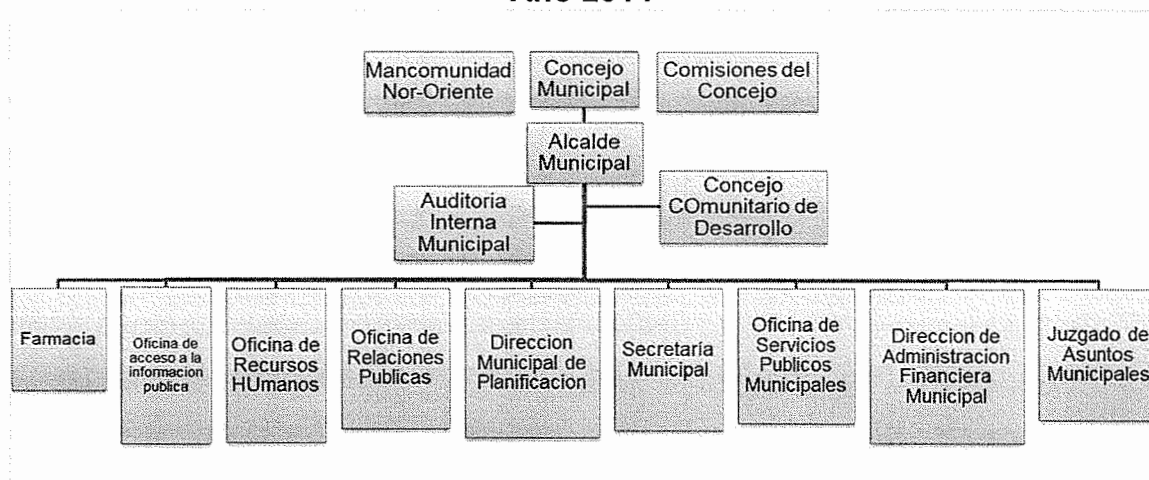 Mancomunidad
Nor-Oriente
Concejo
Municipal
Comisiones del
Concejo
Alcalde
Municipal
Auditoria
Interna
Municipal
Concejo
COmunitario de
Desarrollo
Farmacia
Oficina de
acceso a la
informacion
publica
Oficina de
Recursos
HUmanos
Oficina de
Relaciones
Publicas
Direccion
Municipal de
Planificacion
Secretaría
Municipal
Oficina de
Servicios
Publicos
Municipales
Direccion de
Administracion
Financiera
Municipal
Juzgado de
Asuntos
Municipales